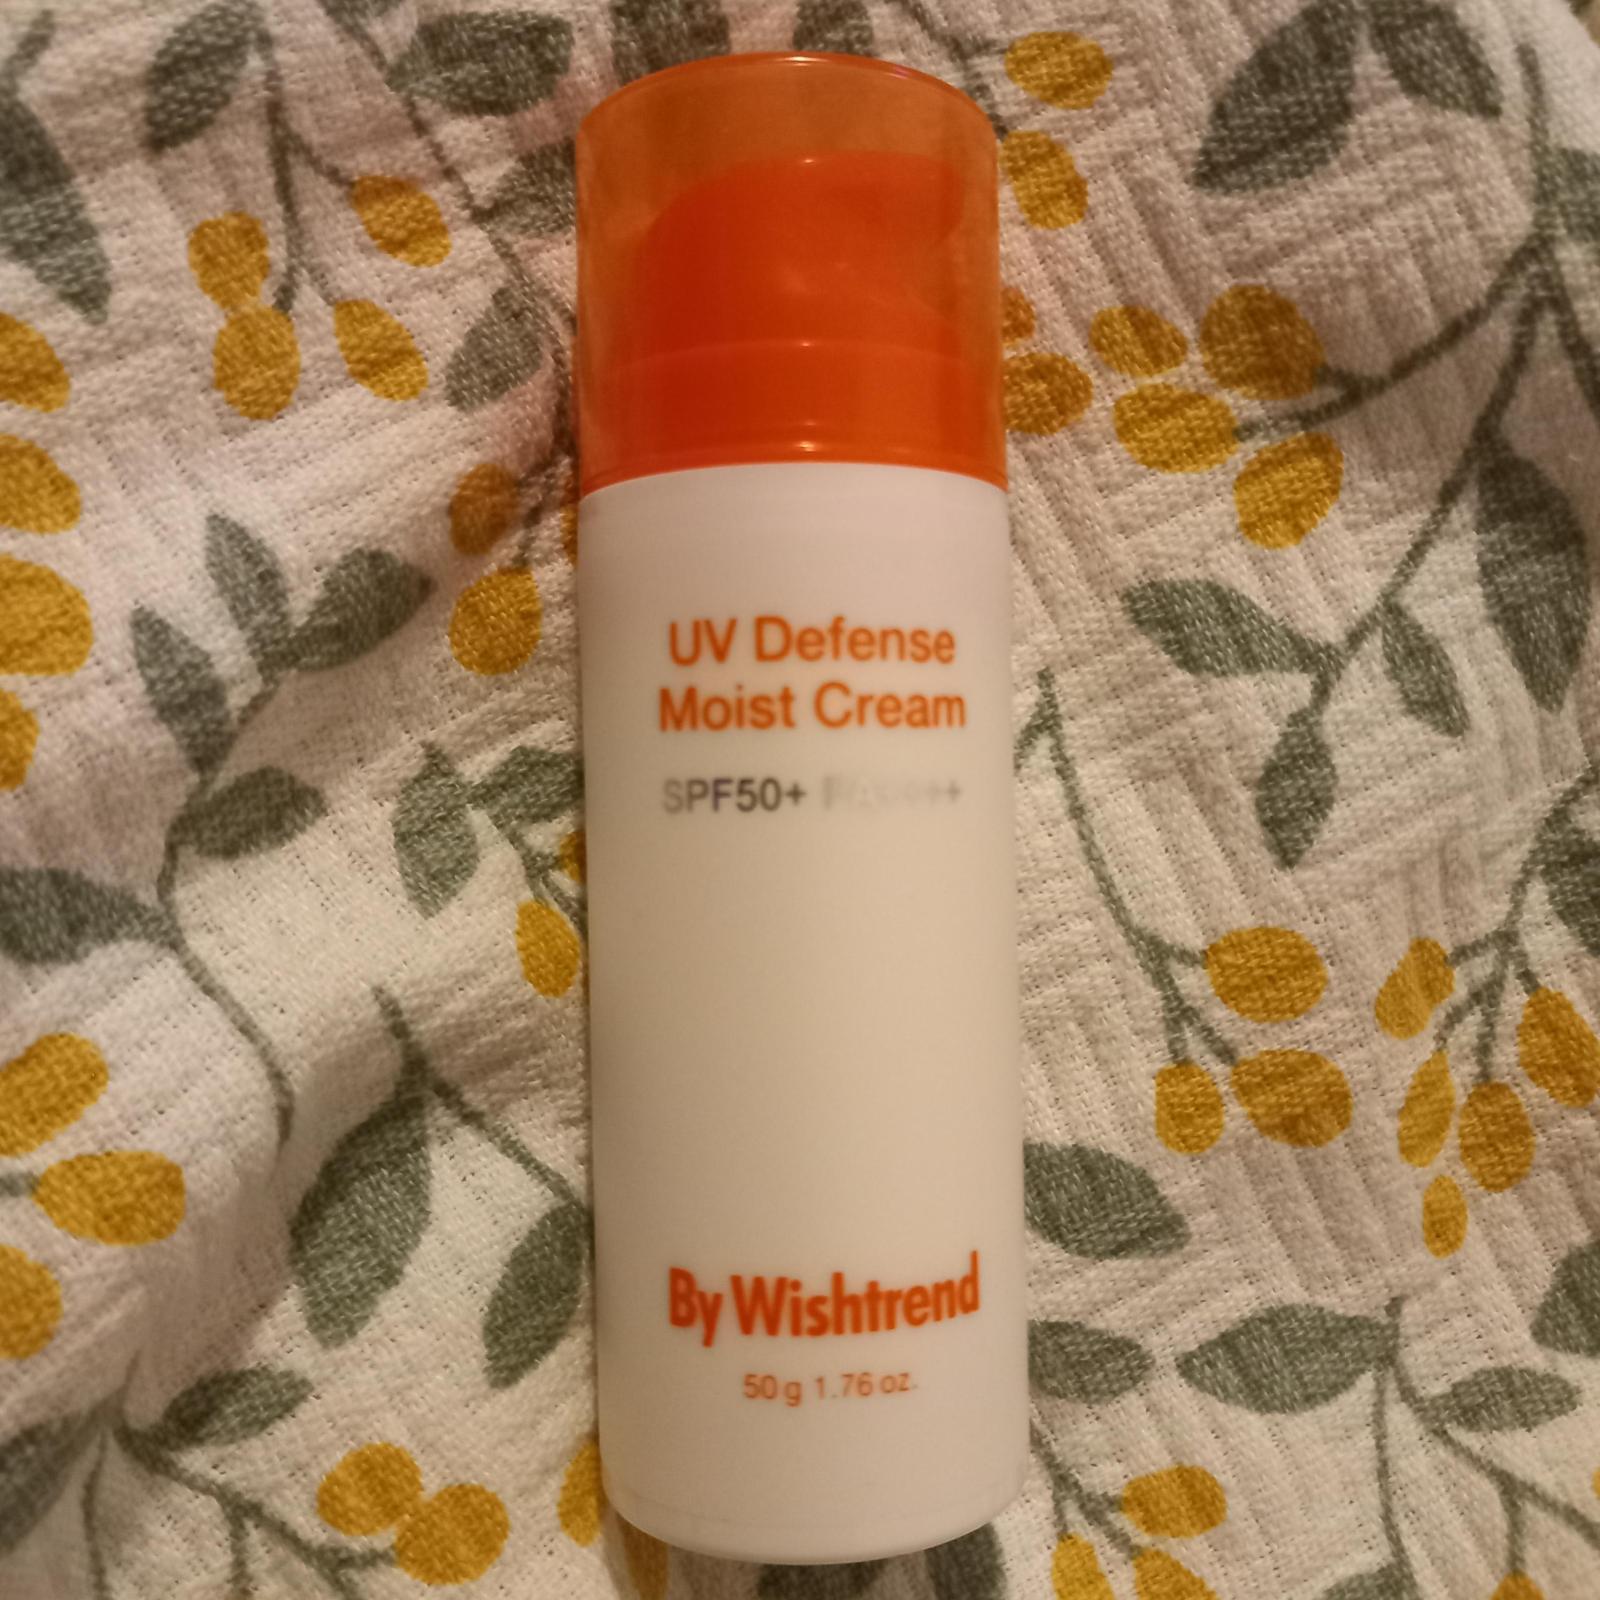 UV Defense
Moist Cream
SPF50+
By Wishtrend
50 g 1.76 oz.